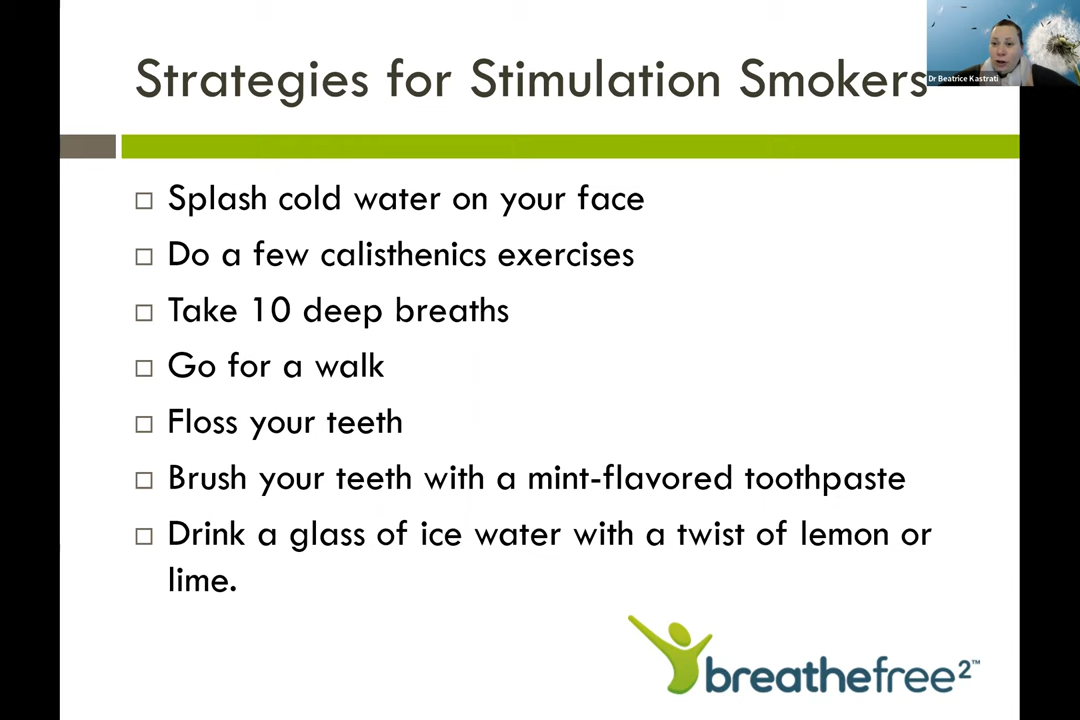 Strategies for Stimulation Smokers
Dr Beatrice Kastrati
Splash cold water on your face
Do a few calisthenics exercises
Take 10 deep breaths
Go for a walk
Floss your teeth
Brush your teeth with a mint-flavored toothpaste
Drink a glass of ice water with a twist of lemon or
lime.
breathefree2™